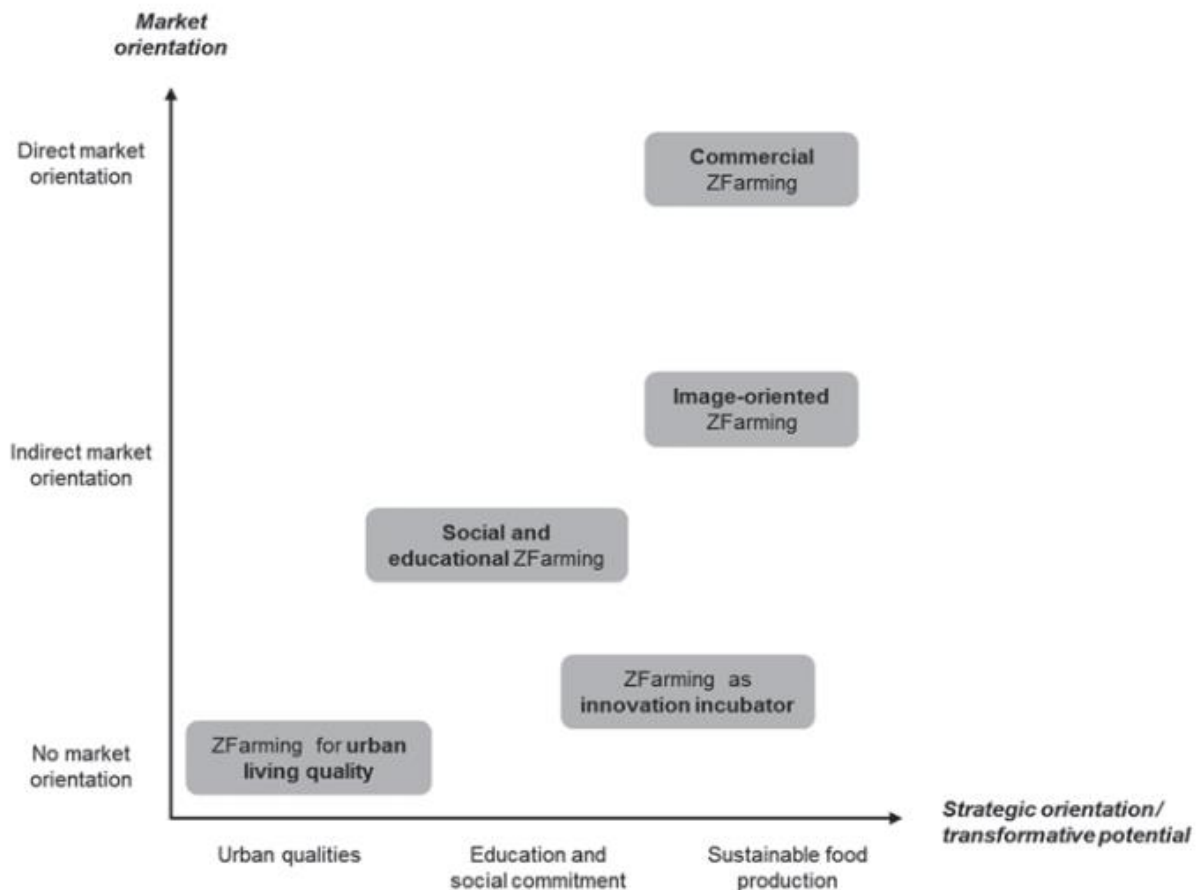 Market
orientation
Direct market
orientation
Commercial
ZFarming
Image-oriented
ZFarming
Indirect market
orientation
Social and
educational ZFarming
ZFarming as
innovation incubator
ZFarming for urban
living quality
No market
orientation
Strategic orientation/
transformative potential
Urban qualities
Education and
social commitment
Sustainable food
production